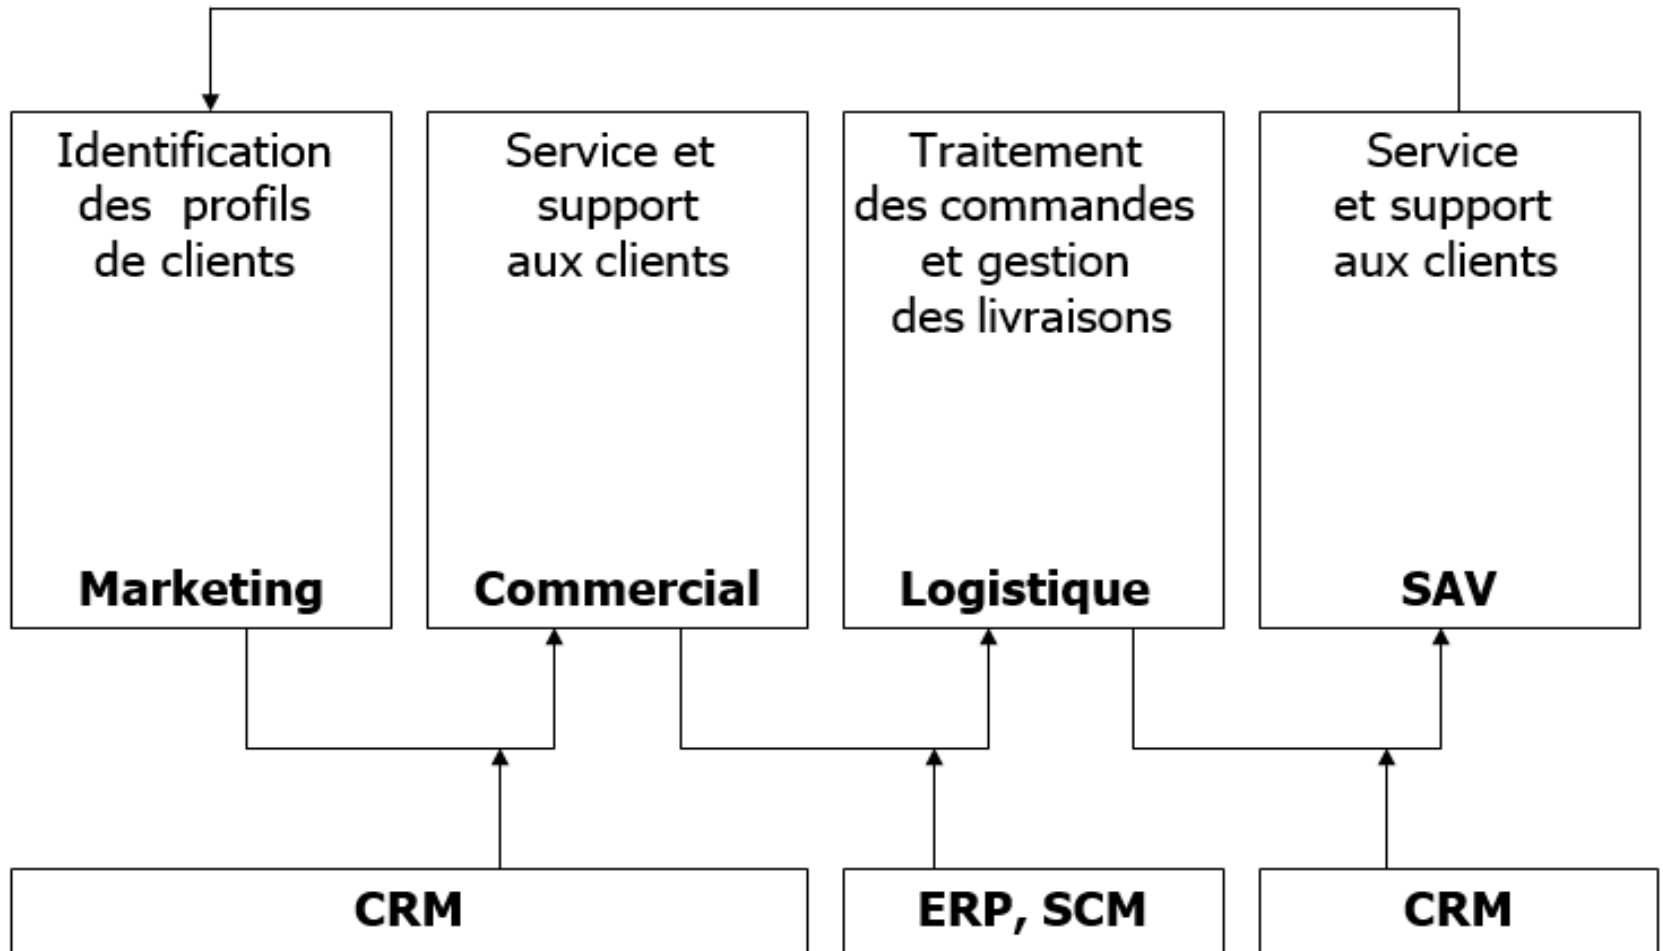 Identification
des profils
de clients
Marketing
Service et
support
aux clients
Commercial
Traitement
des commandes
et gestion
des livraisons
Logistique
Service
et support
aux clients
SAV
CRM
ERP, SCM
CRM